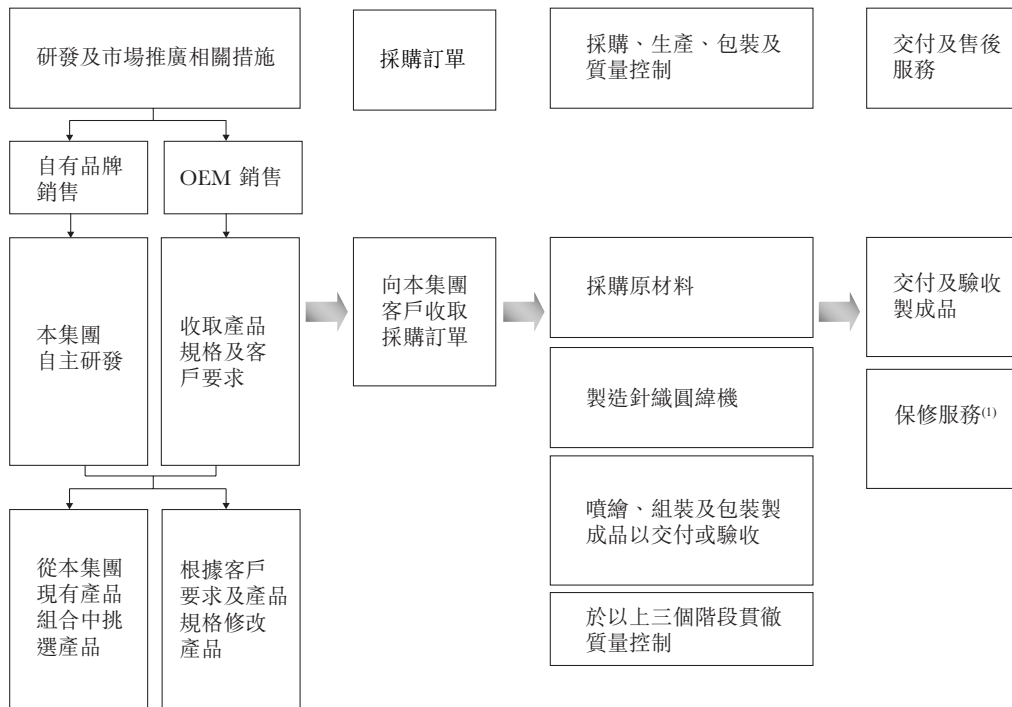 研發及市場推廣相關措施
採購訂單
採購、生產、包裝及
質量控制
交付及售後
服務
自有品牌
銷售
OEM 銷售
本集團
自主研發
收取產品
規格及客
戶要求
向本集團
客戶收取
採購訂單
採購原材料
交付及驗收
製成品
製造針織圓緯機
保修服務(1)
噴繪、組裝及包裝製
成品以交付或驗收
從本集團
現有產品
組合中挑
選產品
根據客戶
要求及產品
規格修改
產品
於以上三個階段貫徹
質量控制